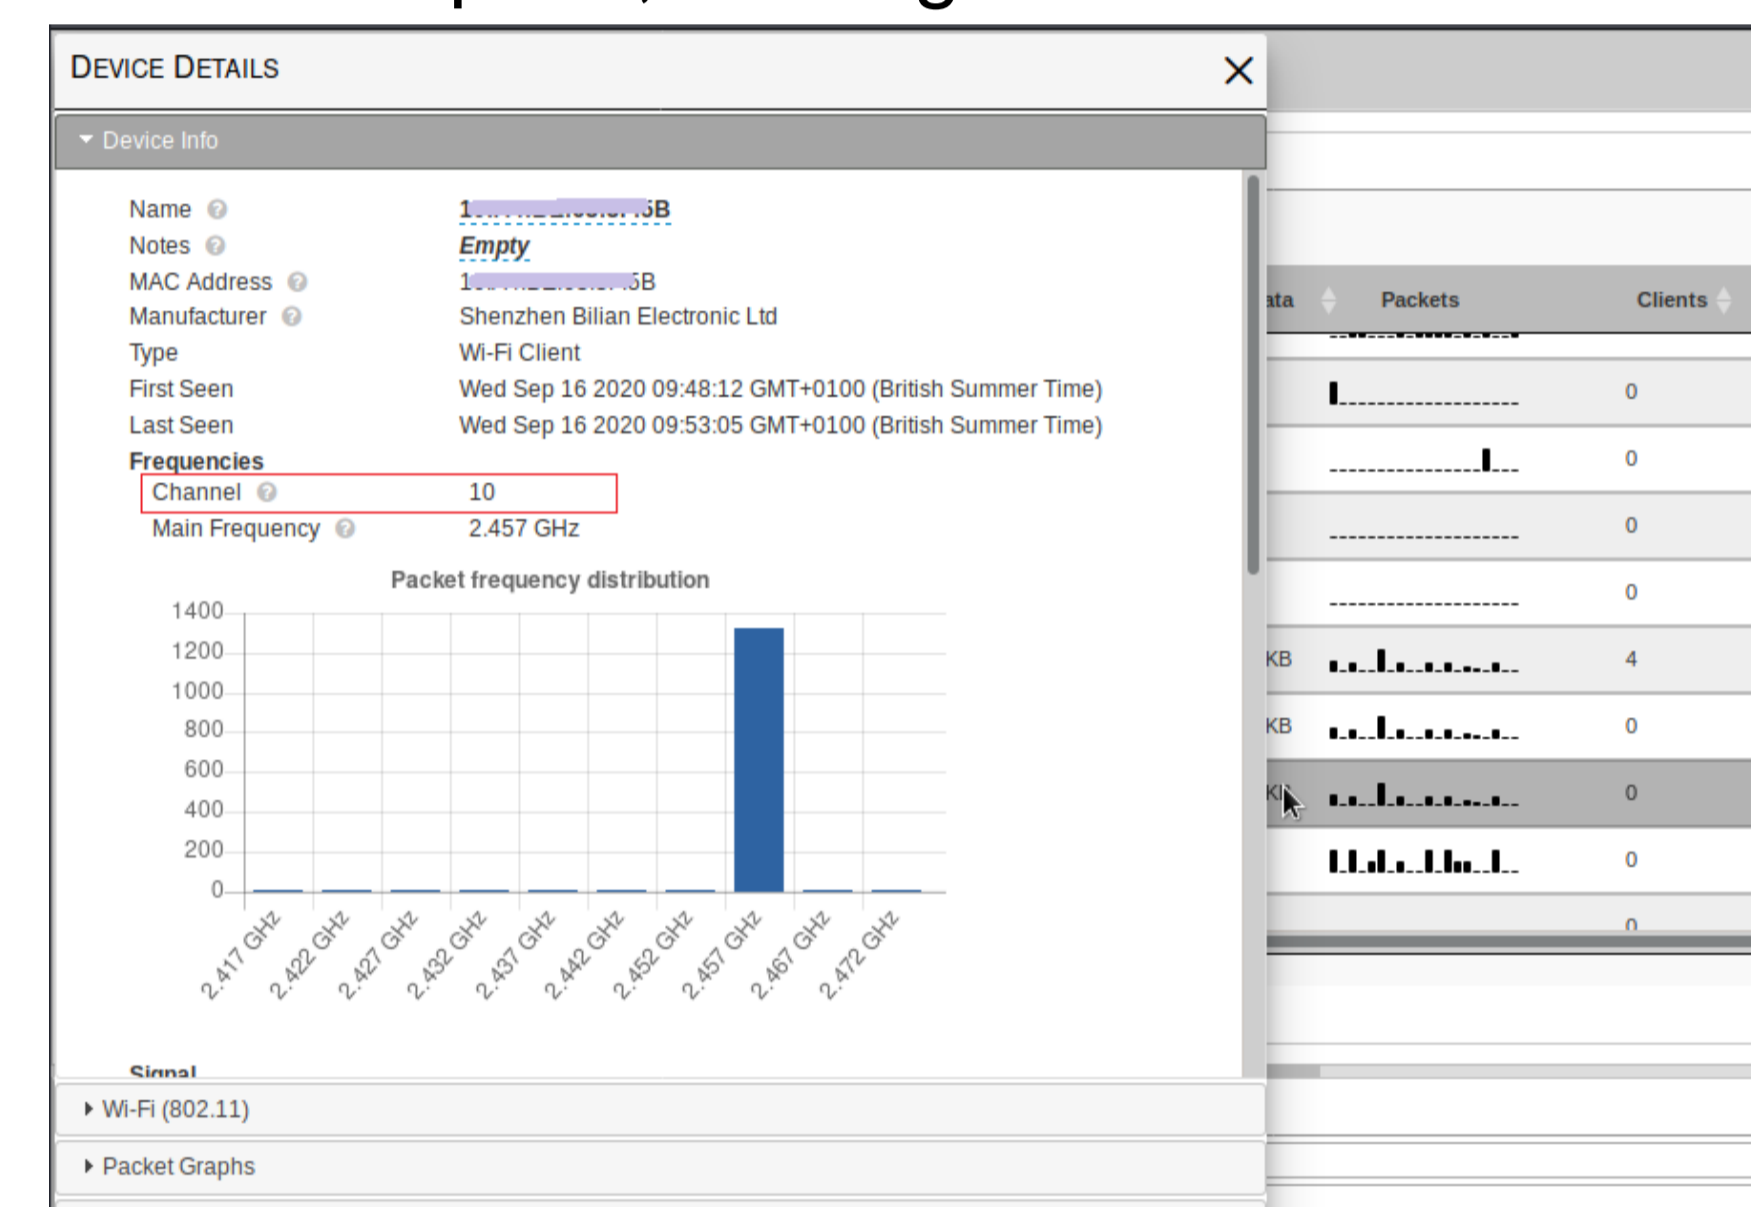 DEVICE DETAILS
Device Info
Name
Notes Empty
MAC Address
Manufacturer Shenzhen Bilian Electronic Ltd
Type Wi-Fi Client
First Seen Wed Sep 16 2020 09:48:12 GMT+0100 (British Summer Time)
Last Seen Wed Sep 16 2020 09:53:05 GMT+0100 (British Summer Time)
Frequencies
Channel 10
Main Frequency 2.457 GHz
Packet frequency distribution
1400
1200
1000
800
600
400
200
0
2.417 GHz
2.422 GHz
2.427 GHz
2.432 GHz
2.437 GHz
2.442 GHz
2.452 GHz
2.457 GHz
2.467 GHz
2.472 GHz
Signal
Wi-Fi (802.11)
Packet Graphs
Packets Clients
0
0
0
0
KB 4
KB 0
0
0
0